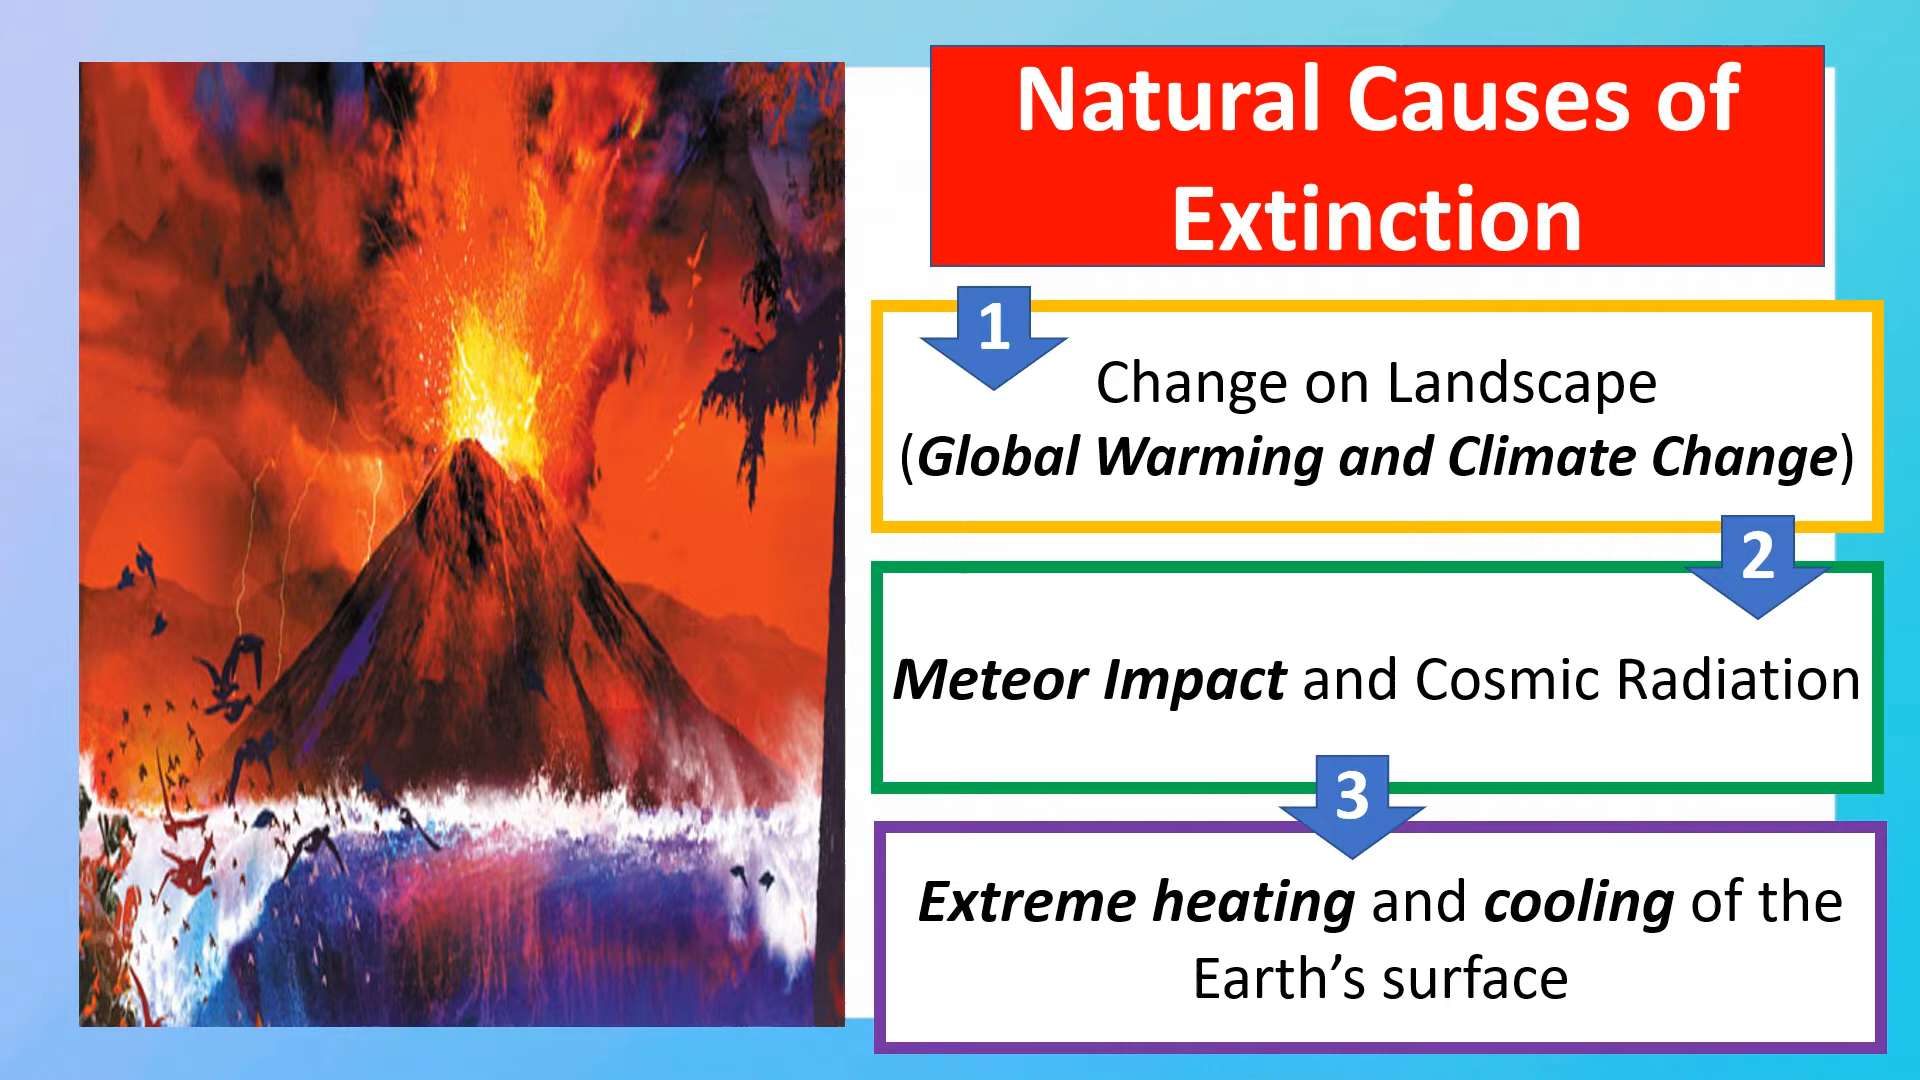 Natural Causes of
Extinction
1
Change on Landscape
(Global Warming and Climate Change)
2
Meteor Impact and Cosmic Radiation
3
Extreme heating and cooling of the
Earth’s surface